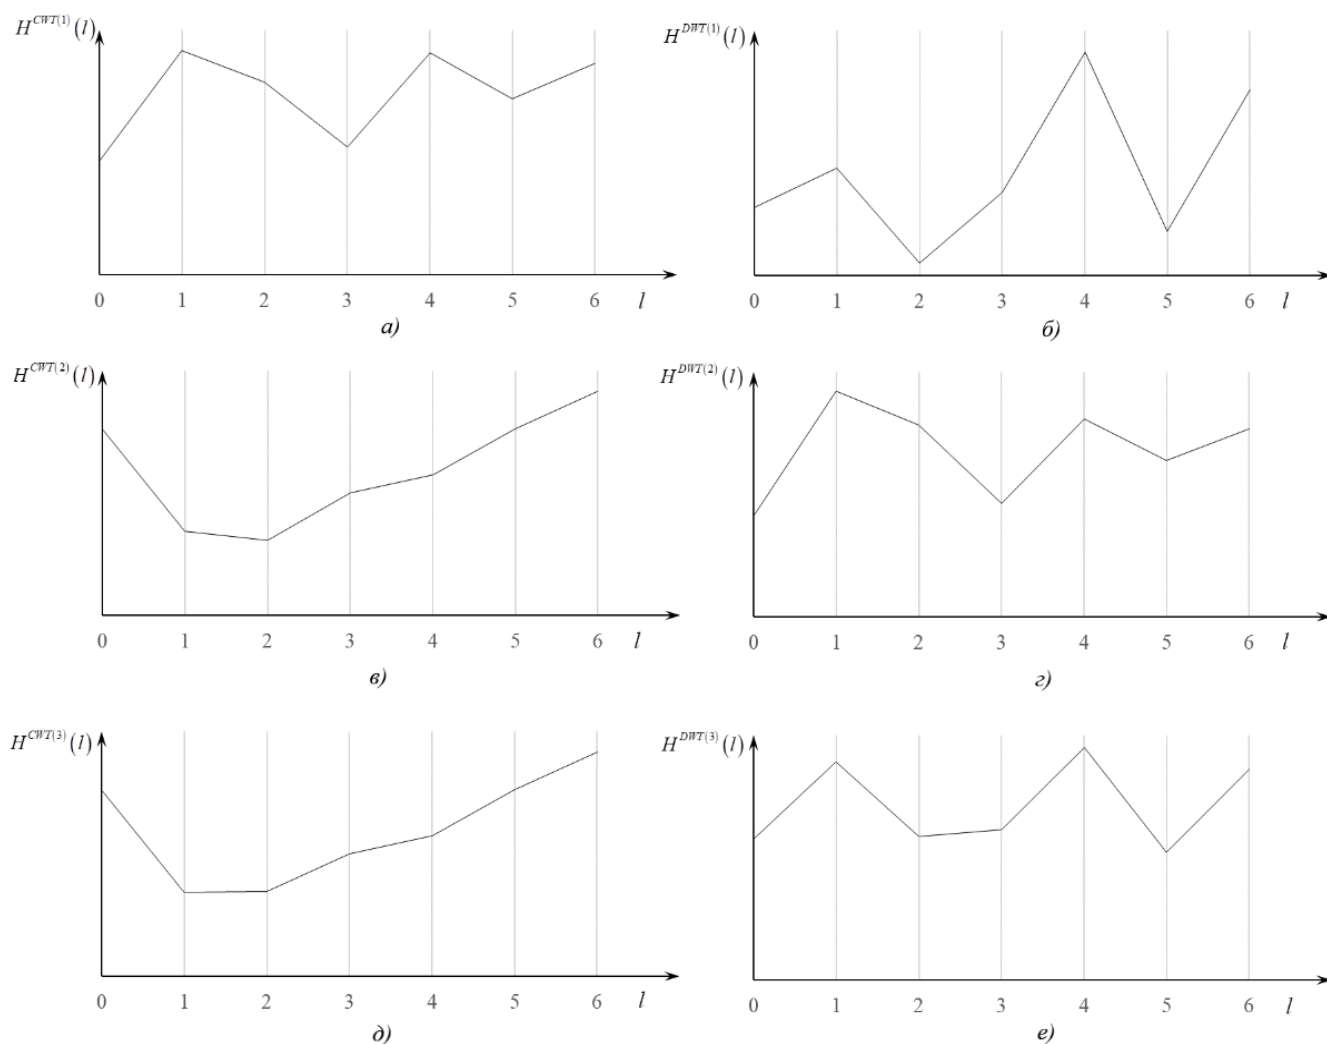 H^{CWT(1)}(l)
0 1 2 3 4 5 6 l
а)
H^{DWT(1)}(l)
0 1 2 3 4 5 6 l
б)
H^{CWT(2)}(l)
0 1 2 3 4 5 6 l
в)
H^{DWT(2)}(l)
0 1 2 3 4 5 6 l
г)
H^{CWT(3)}(l)
0 1 2 3 4 5 6 l
д)
H^{DWT(3)}(l)
0 1 2 3 4 5 6 l
е)